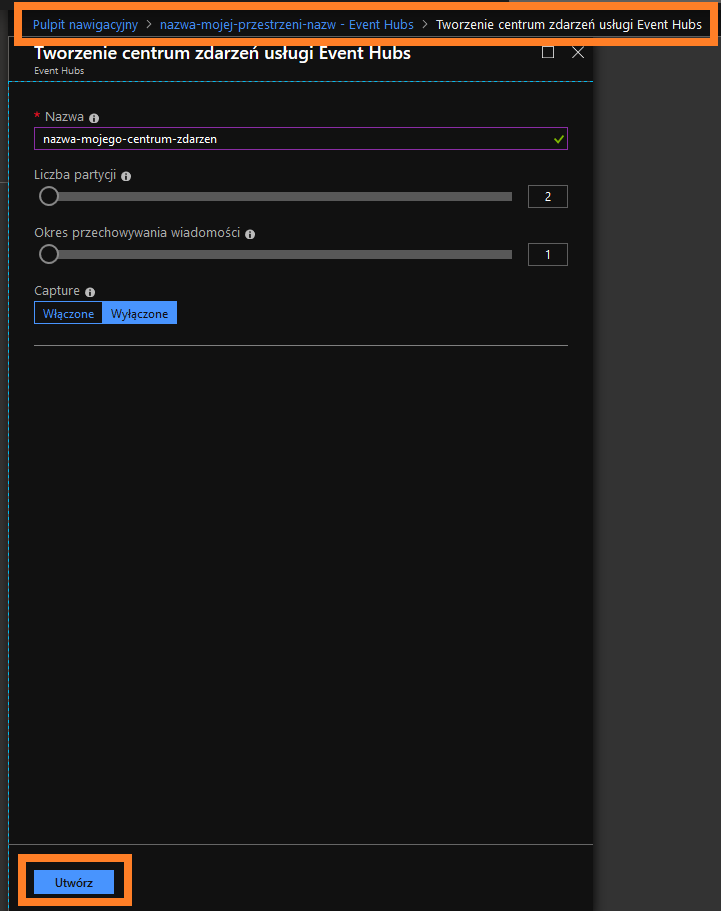 Pulpit nawigacyjny > nazwa-mojej-przestrzeni-nazw - Event Hubs > Tworzenie centrum zdarzeń usługi Event Hubs
Tworzenie centrum zdarzeń usługi Event Hubs
Event Hubs
* Nazwa
nazwa-mojego-centrum-zdarzen
Liczba partycji
2
Okres przechowywania wiadomości
1
Capture
Włączone Wyłączone
Utwórz